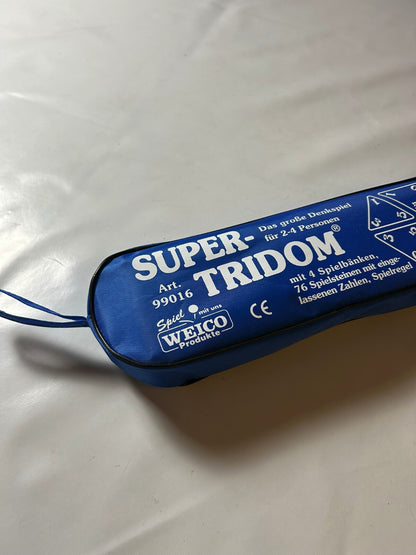 SUPER-
TRIDOM®
Das große Denkspiel
für 2-4 Personen
Art.
99016
mit 4 Spielbänken,
76 Spielsteinen mit einge-
lassenen Zahlen, Spielregel
Spiel mit uns
WEICO
Produkte
CE